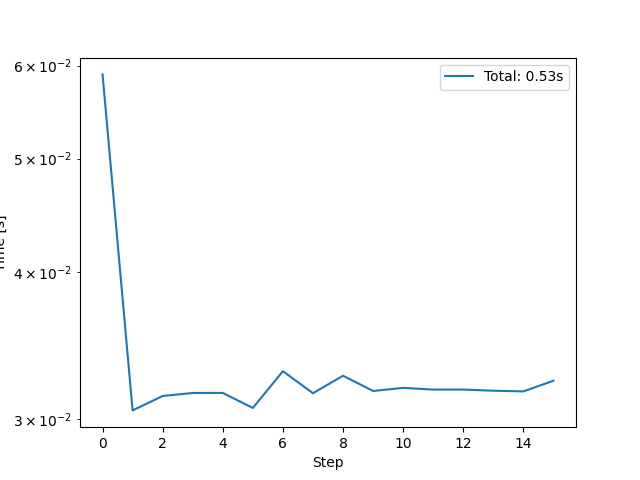 Total: 0.53s
6 × 10⁻²
5 × 10⁻²
4 × 10⁻²
3 × 10⁻²
[s]
0 2 4 6 8 10 12 14
Step